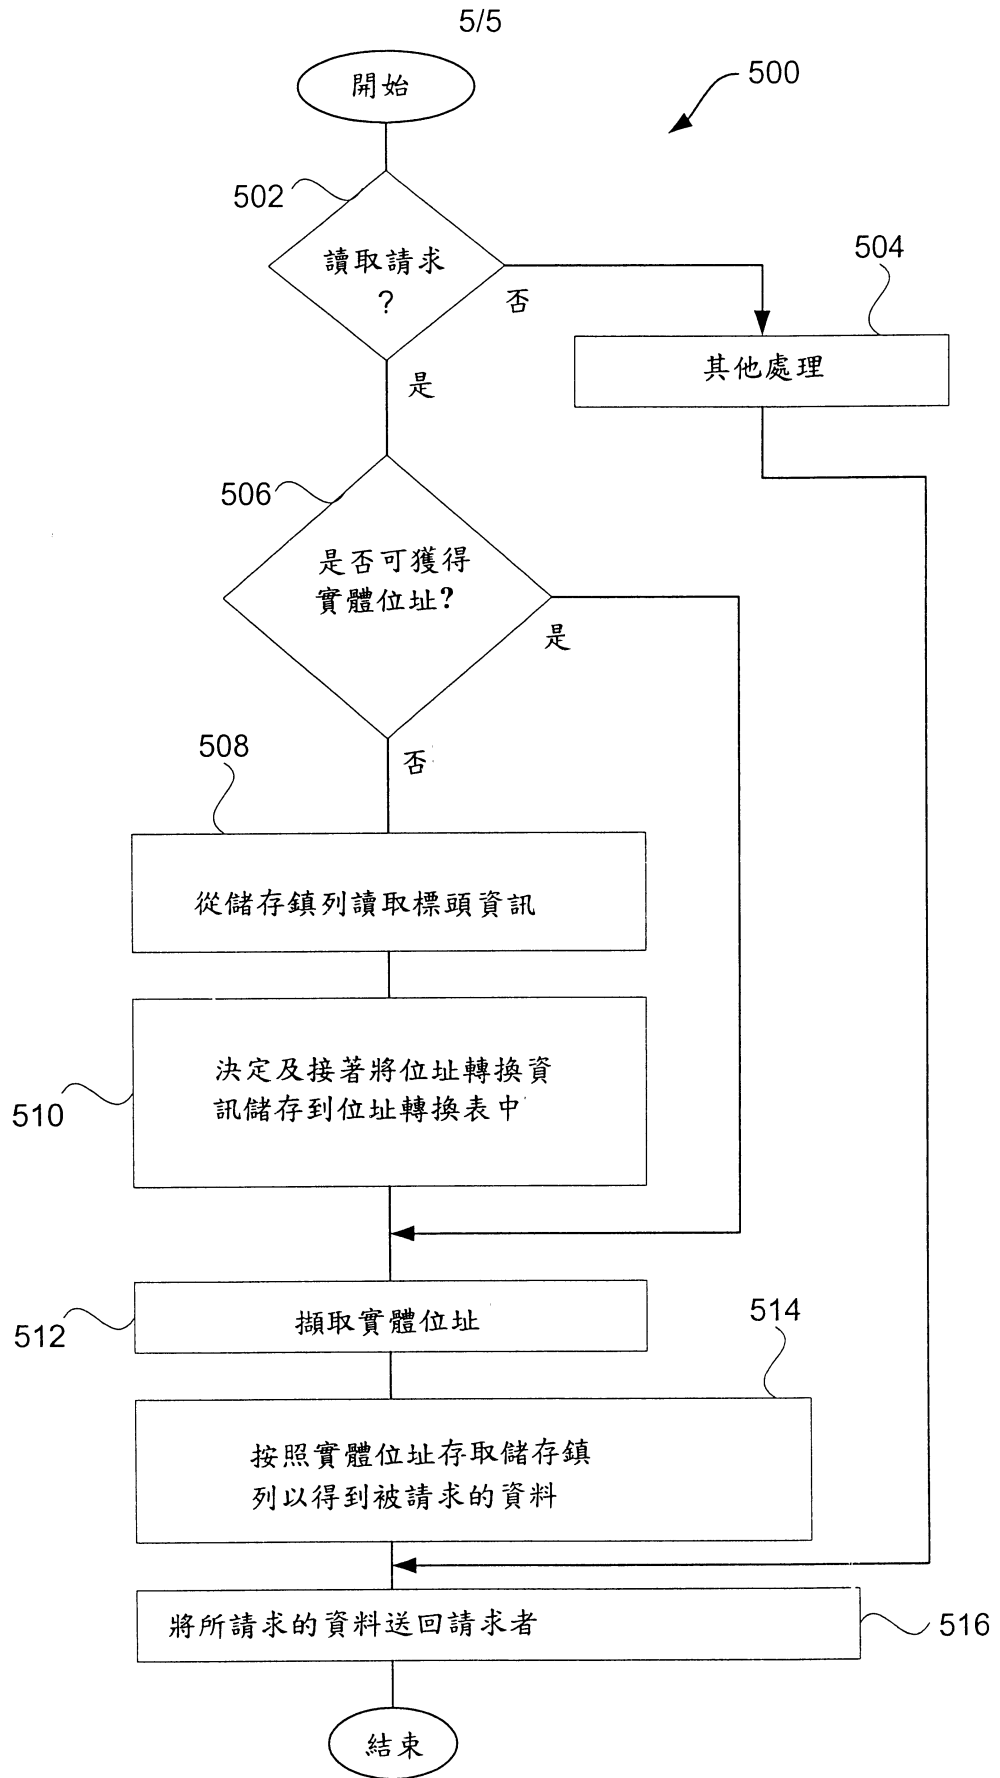 5/5
開始
500
502
讀取請求
?
否
504
其他處理
是
506
是否可獲得
實體位址?
是
否
508
從儲存鎮列讀取標頭資訊
510
決定及接著將位址轉換資
訊儲存到位址轉換表中
512
擷取實體位址
514
按照實體位址存取儲存鎮
列以得到被請求的資料
將所請求的資料送回請求者
516
結束